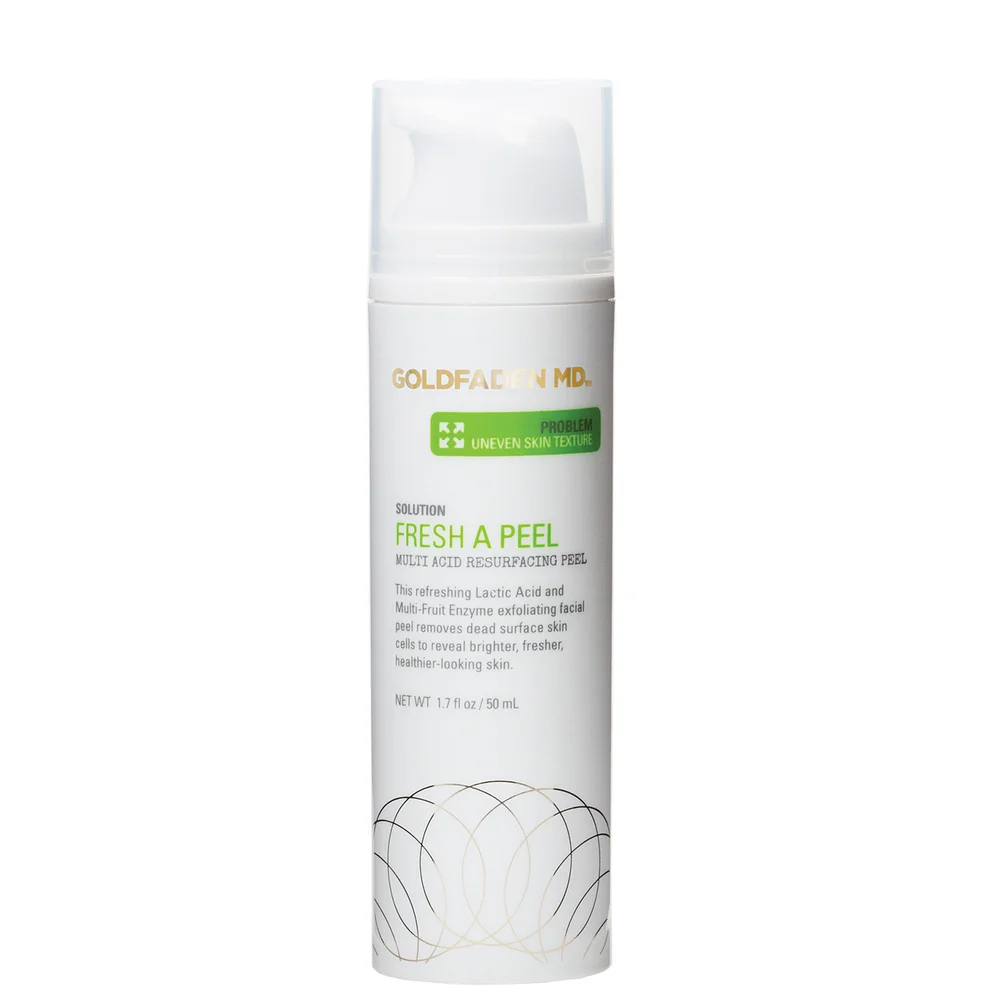 GOLDFADEN MD™
PROBLEM
UNEVEN SKIN TEXTURE
SOLUTION
FRESH A PEEL
MULTI ACID RESURFACING PEEL
This refreshing Lactic Acid and
Multi-Fruit Enzyme exfoliating facial
peel removes dead surface skin
cells to reveal brighter, fresher,
healthier-looking skin.
NET WT 1.7 fl oz / 50 mL